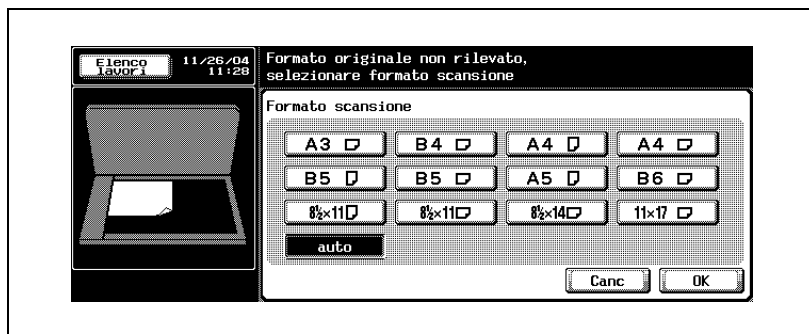 Elenco lavori
11/26/04
11:28
Formato originale non rilevato,
selezionare formato scansione
Formato scansione
A3 B4 A4 A4
B5 B5 A5 B6
8½×11 8½×11 8½×14 11×17
auto
Canc OK